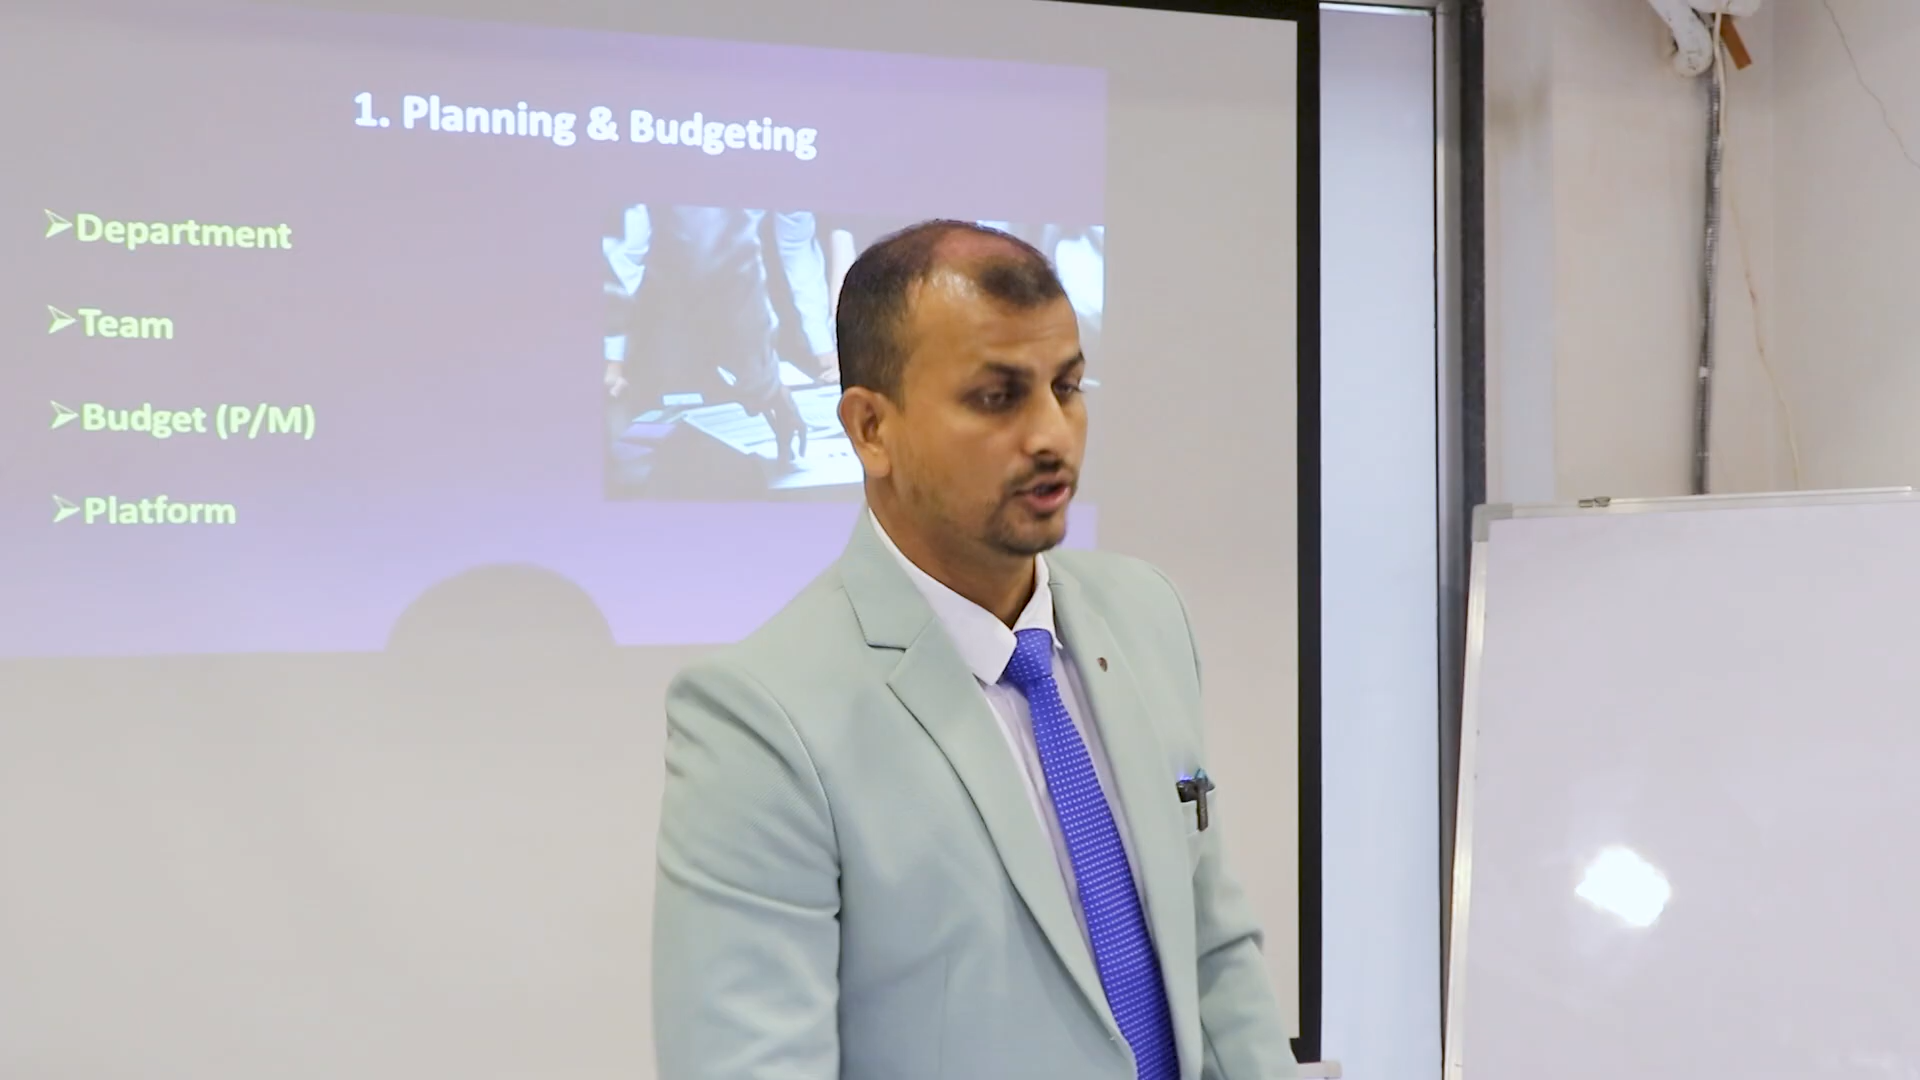 1. Planning & Budgeting
➢Department
➢Team
➢Budget (P/M)
➢Platform